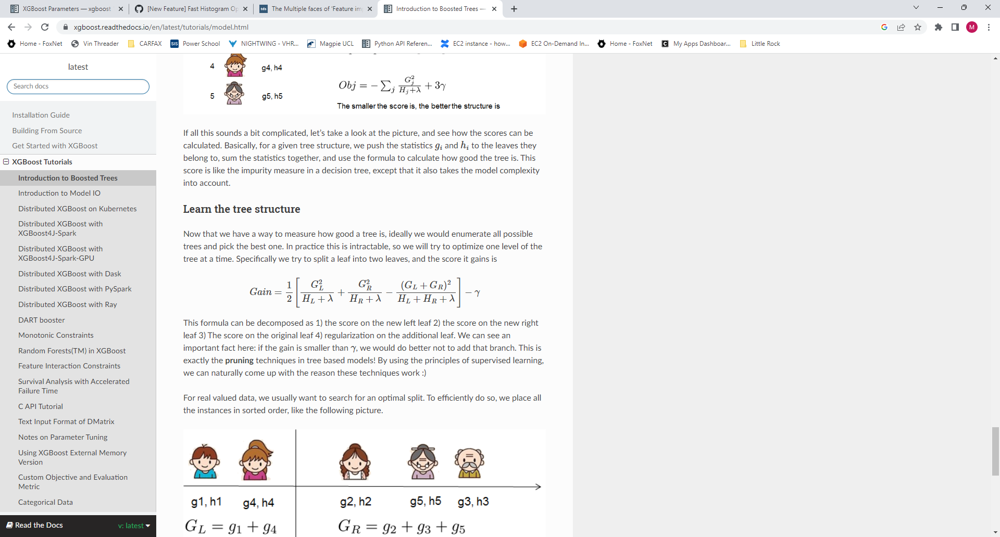 XGBoost Parameters — xgboost
[New Feature] Fast Histogram Op
The Multiple faces of 'Feature im
Introduction to Boosted Trees —
xgboost.readthedocs.io/en/latest/tutorials/model.html
M
Home - FoxNet
Vin Threader
CARFAX
SIS
Power School
NIGHTWING - VHR...
Magpie UCL
Python API Referen...
EC2 instance - how...
EC2 On-Demand In...
Home - FoxNet
My Apps Dashboar...
Little Rock
latest
Search docs
Installation Guide
Building From Source
Get Started with XGBoost
XGBoost Tutorials
Introduction to Boosted Trees
Introduction to Model IO
Distributed XGBoost on Kubernetes
Distributed XGBoost with
XGBoost4J-Spark
Distributed XGBoost with
XGBoost4J-Spark-GPU
Distributed XGBoost with Dask
Distributed XGBoost with PySpark
Distributed XGBoost with Ray
DART booster
Monotonic Constraints
Random Forests(TM) in XGBoost
Feature Interaction Constraints
Survival Analysis with Accelerated
Failure Time
C API Tutorial
Text Input Format of DMatrix
Notes on Parameter Tuning
Using XGBoost External Memory
Version
Custom Objective and Evaluation
Metric
Categorical Data
Read the Docs
v: latest
4 g4, h4
5 g5, h5
Obj = − ∑_j G_j^2 / (H_j+λ) + 3γ
The smaller the score is, the better the structure is
If all this sounds a bit complicated, let's take a look at the picture, and see how the scores can be
calculated. Basically, for a given tree structure, we push the statistics g_i and h_i to the leaves they
belong to, sum the statistics together, and use the formula to calculate how good the tree is. This
score is like the impurity measure in a decision tree, except that it also takes the model complexity
into account.
Learn the tree structure
Now that we have a way to measure how good a tree is, ideally we would enumerate all possible
trees and pick the best one. In practice this is intractable, so we will try to optimize one level of the
tree at a time. Specifically we try to split a leaf into two leaves, and the score it gains is
Gain = 1/2 [ G_L^2 / (H_L + λ) + G_R^2 / (H_R + λ) − (G_L + G_R)^2 / (H_L + H_R + λ) ] − γ
This formula can be decomposed as 1) the score on the new left leaf 2) the score on the new right
leaf 3) The score on the original leaf 4) regularization on the additional leaf. We can see an
important fact here: if the gain is smaller than γ, we would do better not to add that branch. This is
exactly the pruning techniques in tree based models! By using the principles of supervised learning,
we can naturally come up with the reason these techniques work :)
For real valued data, we usually want to search for an optimal split. To efficiently do so, we place all
the instances in sorted order, like the following picture.
g1, h1 g4, h4 g2, h2 g5, h5 g3, h3
G_L = g_1 + g_4 G_R = g_2 + g_3 + g_5